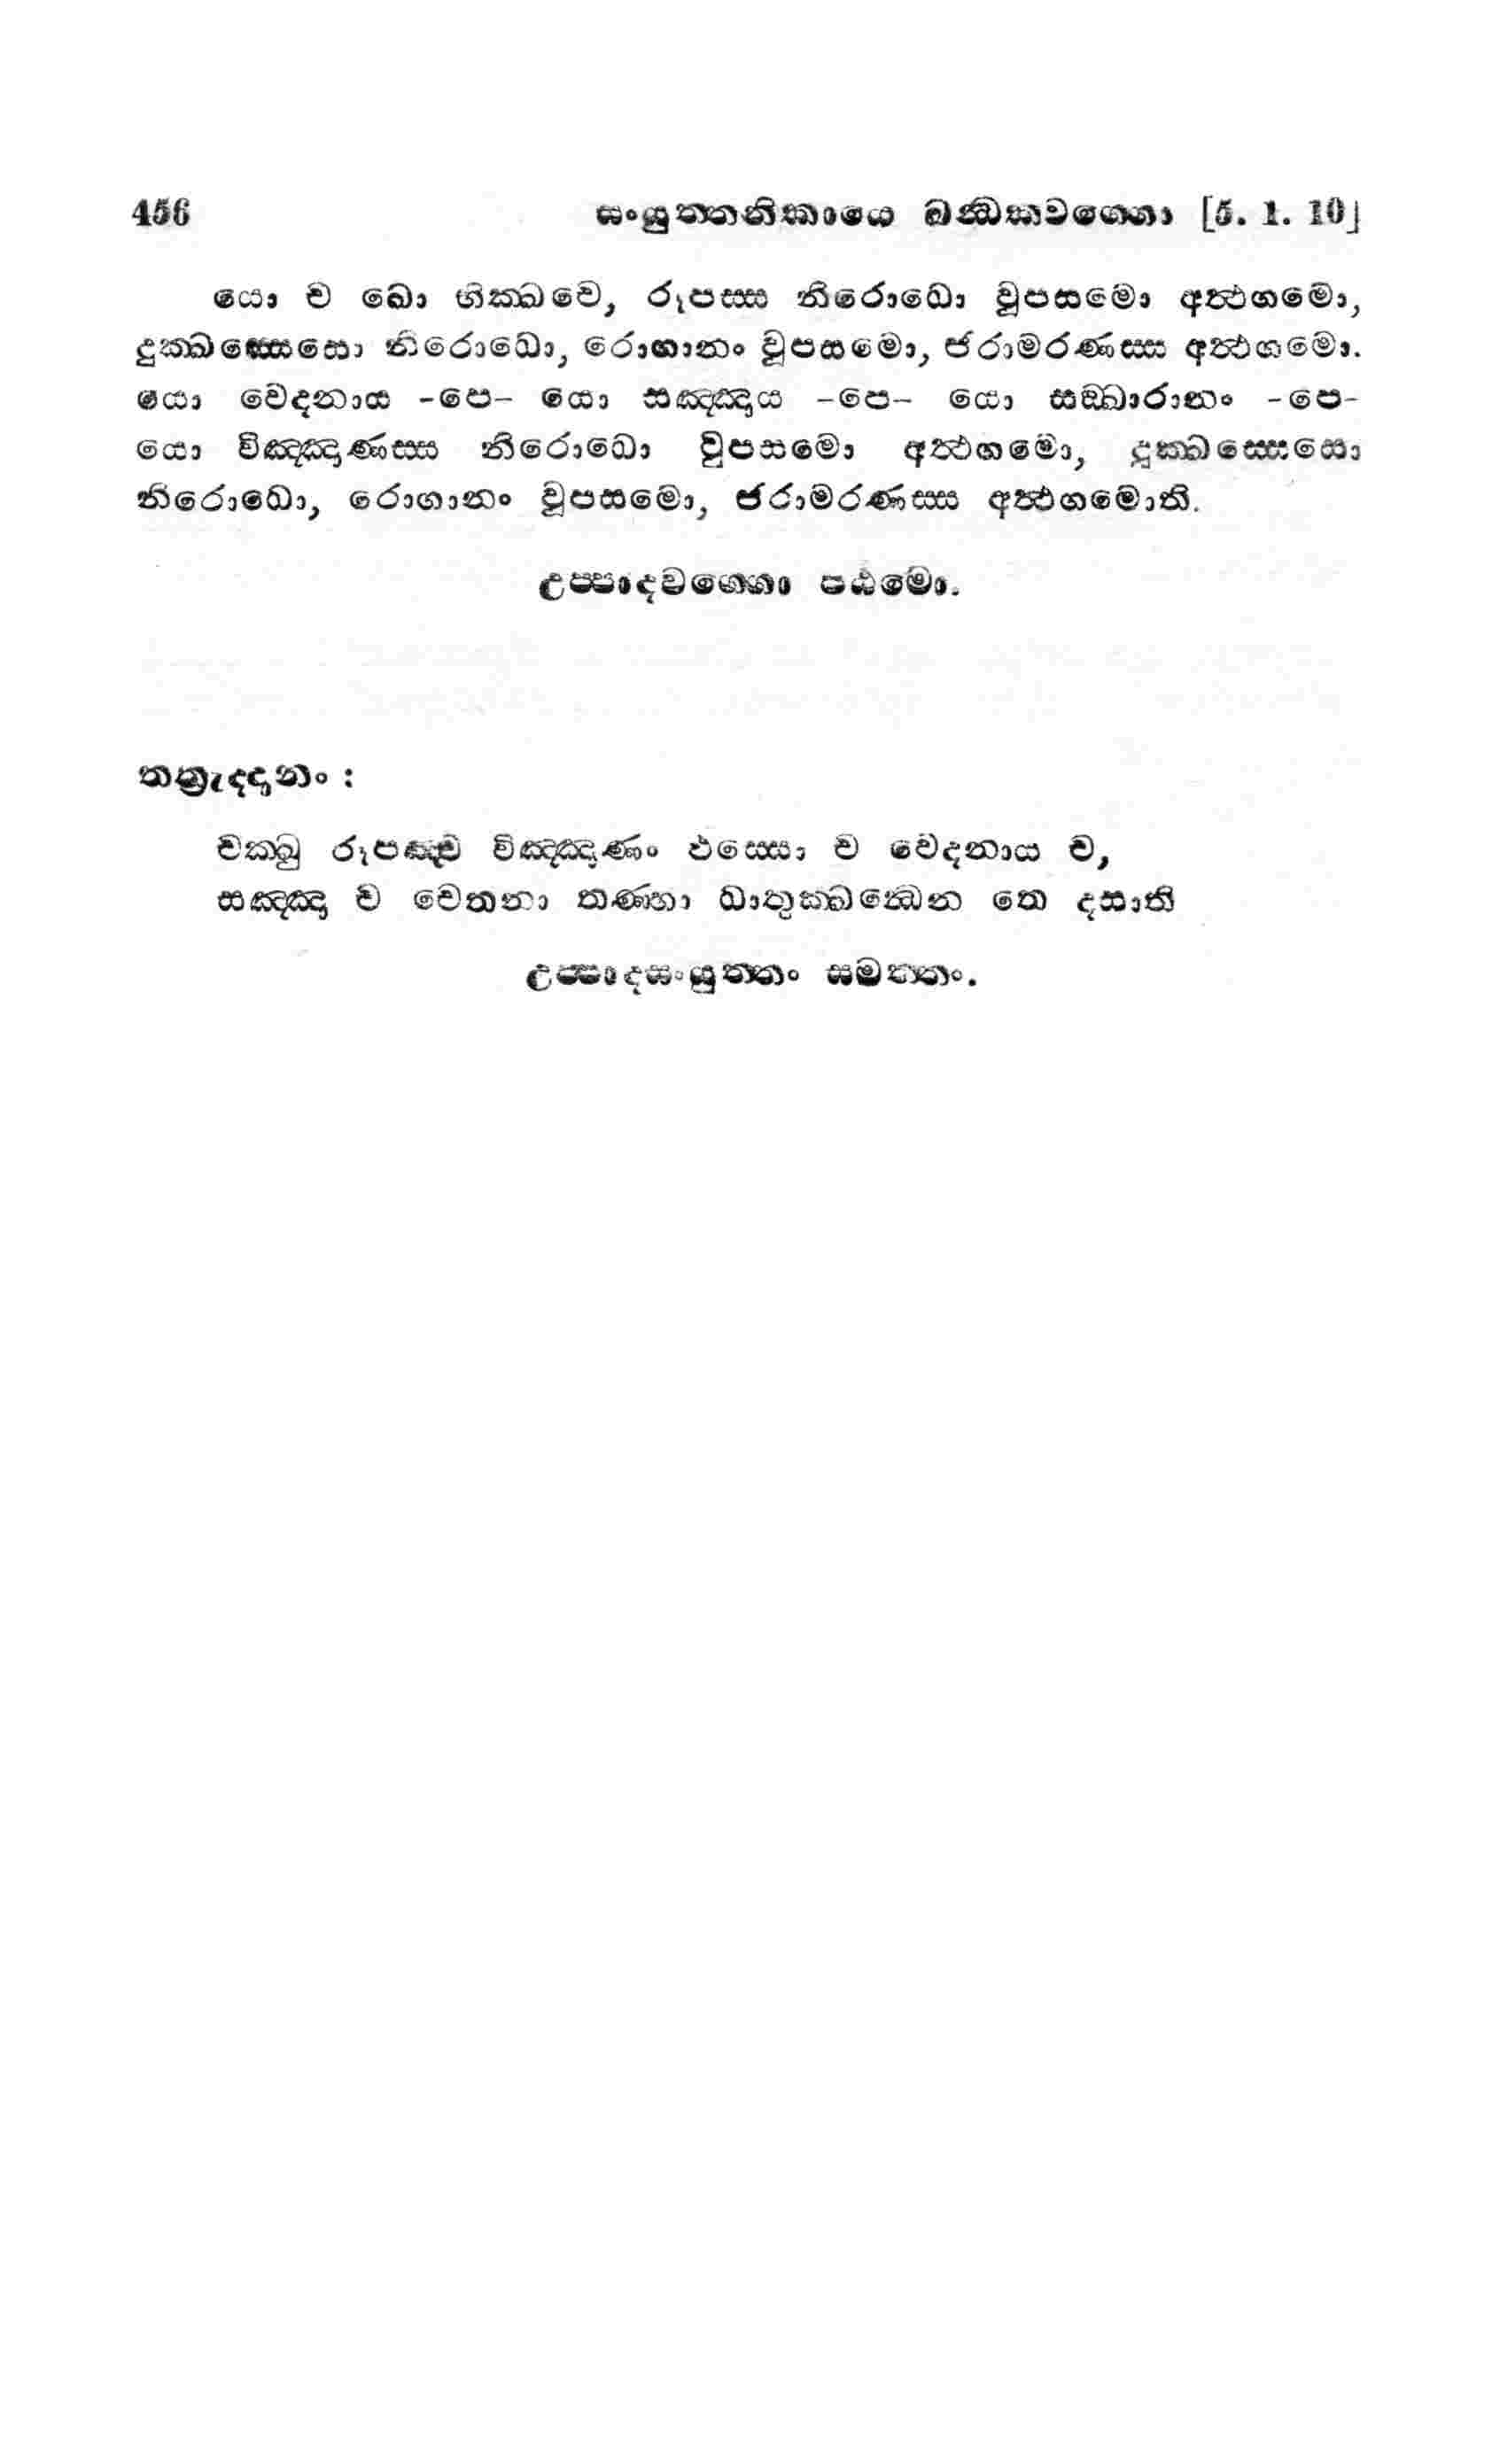 456 සංයුත්තනිකායෙ ඛන්ධකවග්ගො [5. 1. 10]
යො ච ඛො භික්ඛවෙ, රූපස්ස නිරොධො වූපසමො අත්ථගමො,
දුක්ඛස්සෙසො නිරොධො, රොගානං වූපසමො, ජරාමරණස්ස අත්ථගමො.
යො වෙදනාය -පෙ- යො සඤ්ඤාය -පෙ- යො සඞ්ඛාරානං -පෙ-
යො විඤ්ඤාණස්ස නිරොධො වූපසමො අත්ථගමො, දුක්ඛස්සෙසො
නිරොධො, රොගානං වූපසමො, ජරාමරණස්ස අත්ථගමොති.
උප්පාදවග්ගො පඨමො.
තත්‍රුද්දානං :
චක්ඛු රූපඤ්ච විඤ්ඤාණං ඵස්සො ච වෙදනාය ච,
සඤ්ඤා ච චෙතනා තණ්හා ධාතුක්ඛන්ධෙන තෙ දසාති
උප්පාදසංයුත්තං සමත්තං.